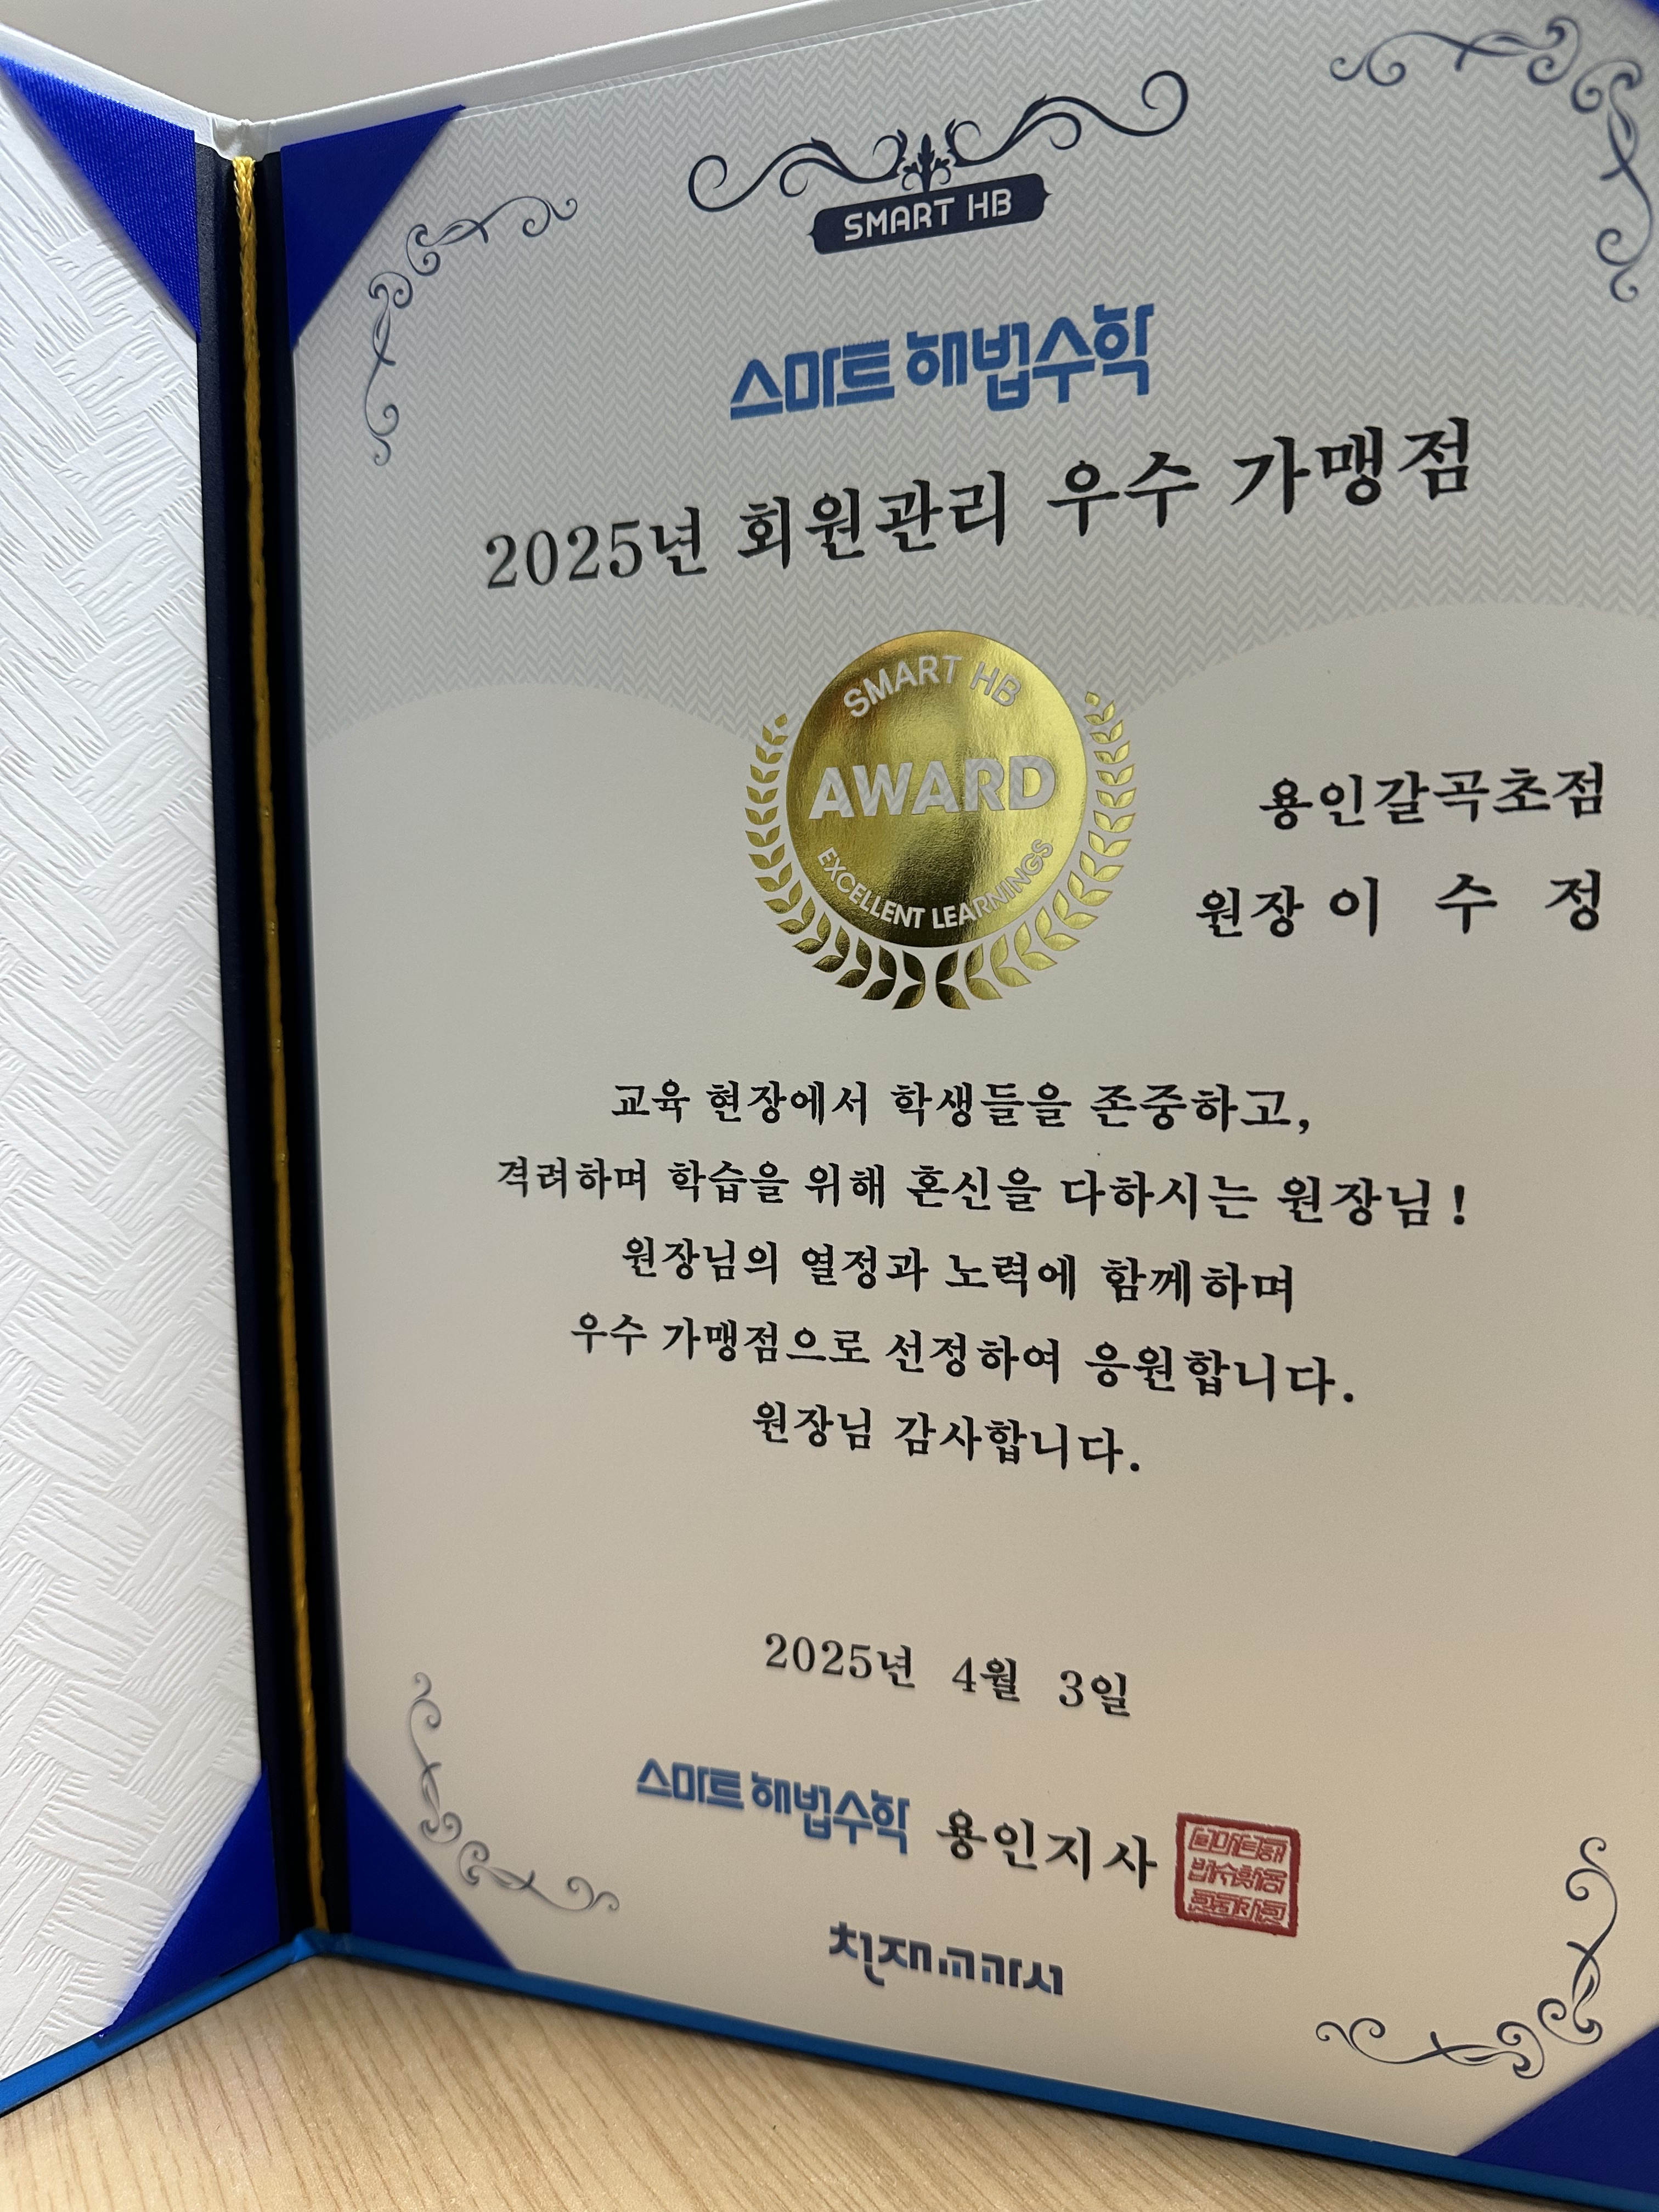 SMART HB
스마트 해법수학
2025년 회원관리 우수 가맹점
SMART HB
AWARD
EXCELLENT LEARNINGS
용인갈곡초점
원장 이 수 정
교육 현장에서 학생들을 존중하고,
격려하며 학습을 위해 혼신을 다하시는 원장님!
원장님의 열정과 노력에 함께하며
우수 가맹점으로 선정하여 응원합니다.
원장님 감사합니다.
2025년 4월 3일
스마트 해법수학 용인지사
천재교과서